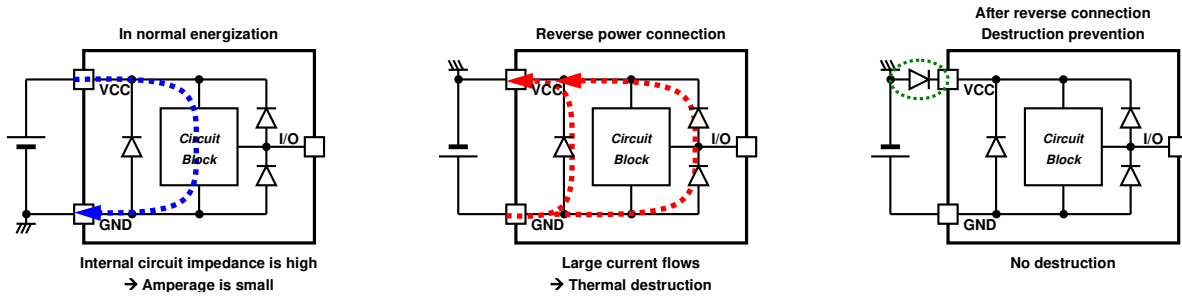 In normal energization
VCC
Circuit
Block
I/O
GND
Internal circuit impedance is high
→ Amperage is small
Reverse power connection
VCC
Circuit
Block
I/O
GND
Large current flows
→ Thermal destruction
After reverse connection
Destruction prevention
VCC
Circuit
Block
I/O
GND
No destruction